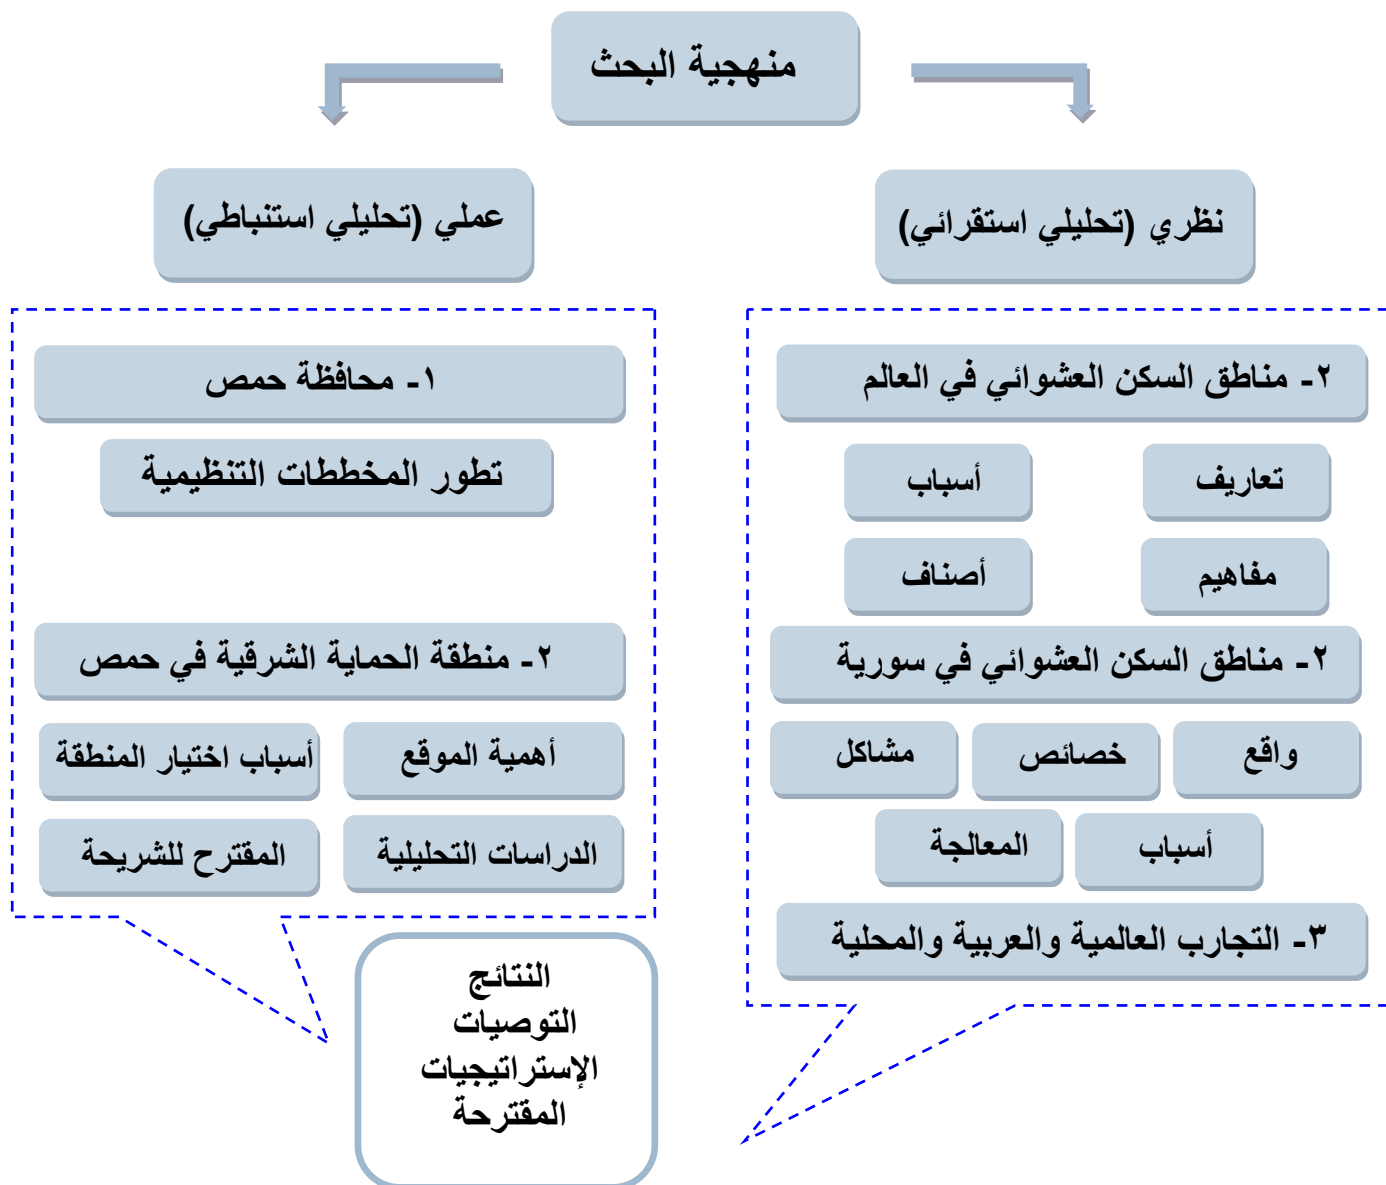 منهجية البحث
نظري (تحليلي استقرائي)
٢- مناطق السكن العشوائي في العالم
تعاريف
أسباب
مفاهيم
أصناف
٢- مناطق السكن العشوائي في سورية
واقع
خصائص
مشاكل
أسباب
المعالجة
٣- التجارب العالمية والعربية والمحلية
عملي (تحليلي استنباطي)
١- محافظة حمص
تطور المخططات التنظيمية
٢- منطقة الحماية الشرقية في حمص
أهمية الموقع
أسباب اختيار المنطقة
الدراسات التحليلية
المقترح للشريحة
النتائج
التوصيات
الإستراتيجيات
المقترحة